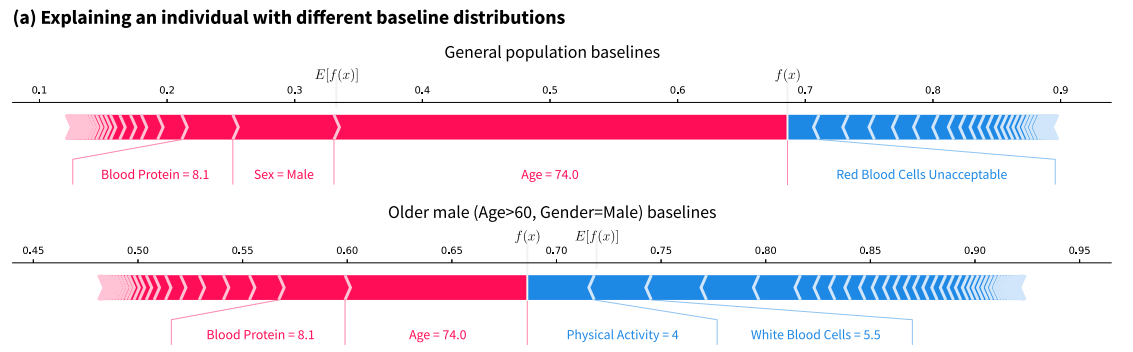 (a) Explaining an individual with different baseline distributions
General population baselines
E[f(x)] f(x)
0.1 0.2 0.3 0.4 0.5 0.6 0.7 0.8 0.9
Blood Protein = 8.1 Sex = Male Age = 74.0 Red Blood Cells Unacceptable
Older male (Age>60, Gender=Male) baselines
f(x) E[f(x)]
0.45 0.50 0.55 0.60 0.65 0.70 0.75 0.80 0.85 0.90 0.95
Blood Protein = 8.1 Age = 74.0 Physical Activity = 4 White Blood Cells = 5.5